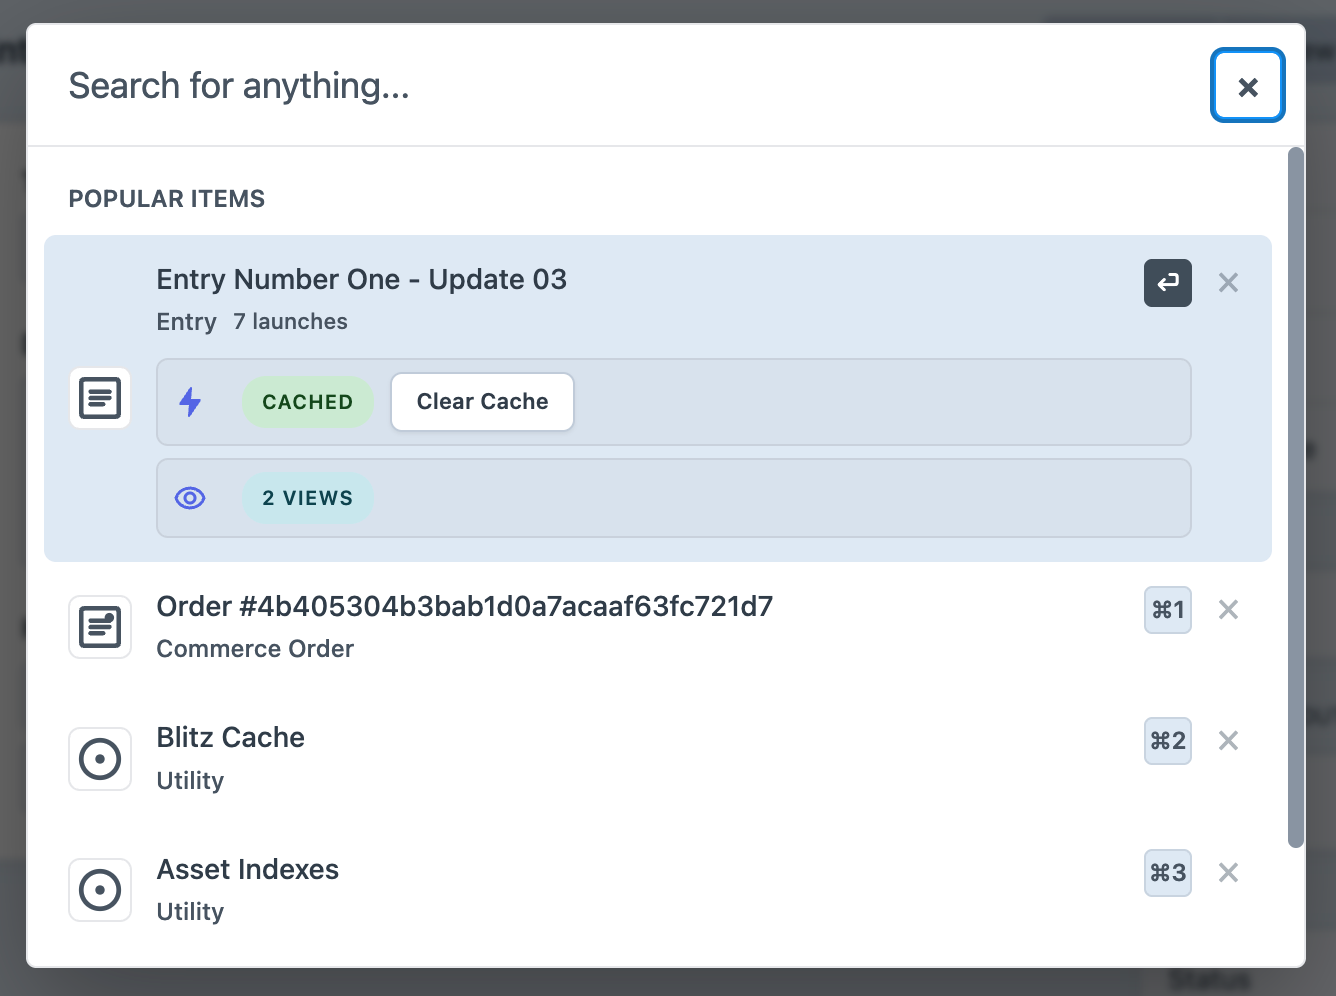 Search for anything...
POPULAR ITEMS
Entry Number One - Update 03
Entry 7 launches
CACHED Clear Cache
2 VIEWS
Order #4b405304b3bab1d0a7acaaf63fc721d7
⌘1
Commerce Order
Blitz Cache
⌘2
Utility
Asset Indexes
⌘3
Utility
Status